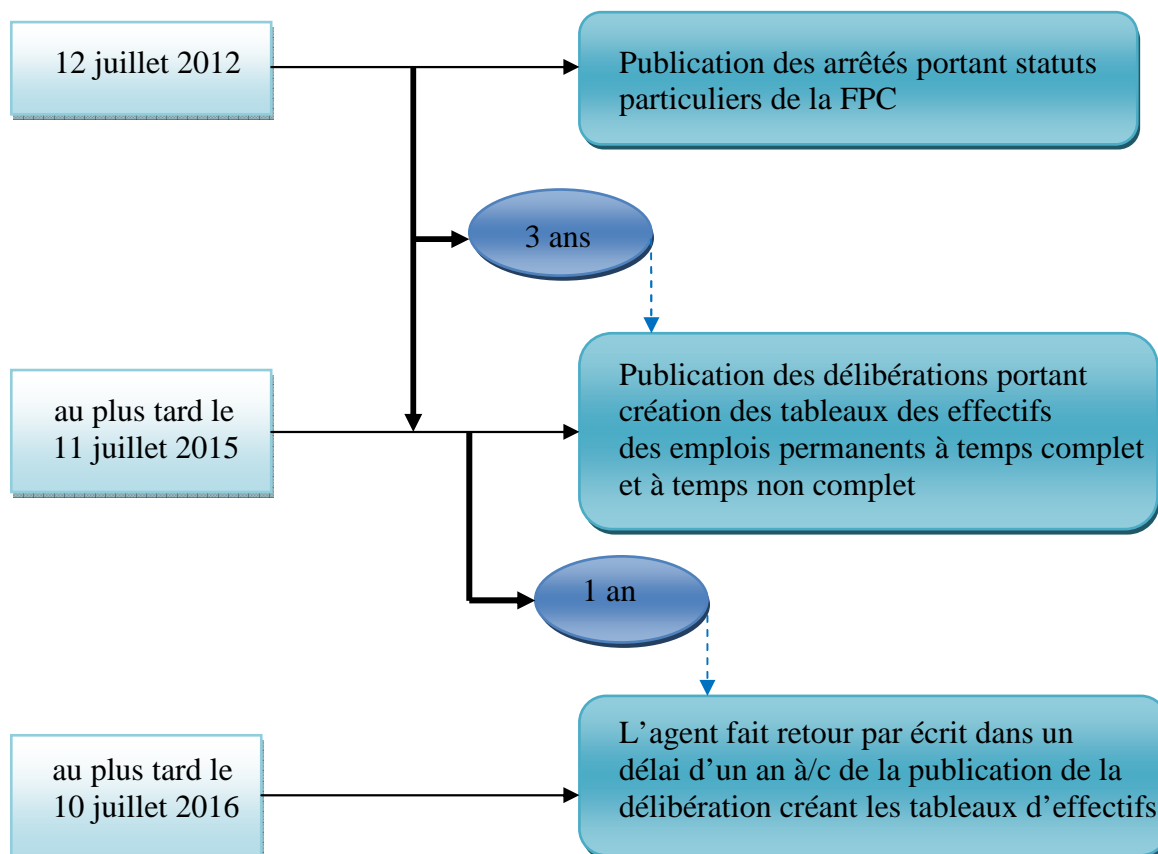 12 juillet 2012
Publication des arrêtés portant statuts
particuliers de la FPC
3 ans
au plus tard le
11 juillet 2015
Publication des délibérations portant
création des tableaux des effectifs
des emplois permanents à temps complet
et à temps non complet
1 an
au plus tard le
10 juillet 2016
L’agent fait retour par écrit dans un
délai d’un an à/c de la publication de la
délibération créant les tableaux d’effectifs